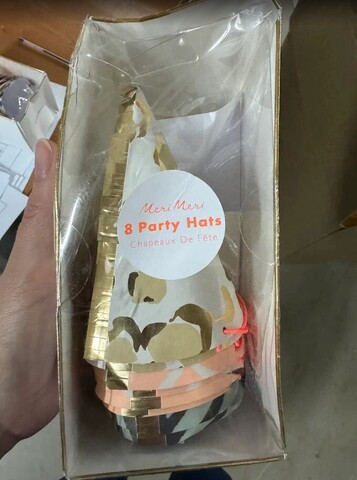 Meri Meri
8 Party Hats
Chapeaux De Fête